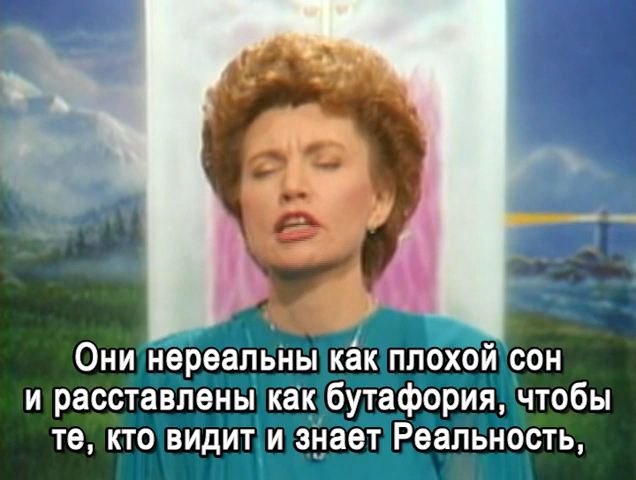 Они нереальны как плохой сон
и расставлены как бутафория, чтобы
те, кто видит и знает Реальность,